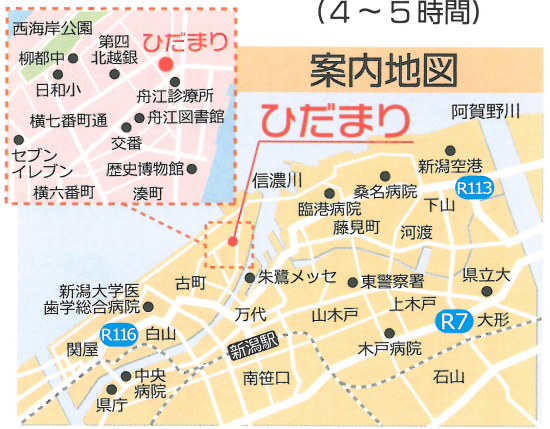 (4～5時間)
案内地図
西海岸公園
第四
北越銀
ひだまり
柳都中
日和小
舟江診療所
舟江図書館
横七番町通
交番
セブン
イレブン
歴史博物館
横六番町
湊町
ひだまり
阿賀野川
新潟空港
R113
信濃川
桑名病院
臨港病院
下山
藤見町
河渡
朱鷺メッセ
東警察署
県立大
古町
新潟大学医
歯学総合病院
万代
山木戸
上木戸
R7
大形
R116
白山
関屋
新潟駅
木戸病院
中央
病院
県庁
南笹口
石山